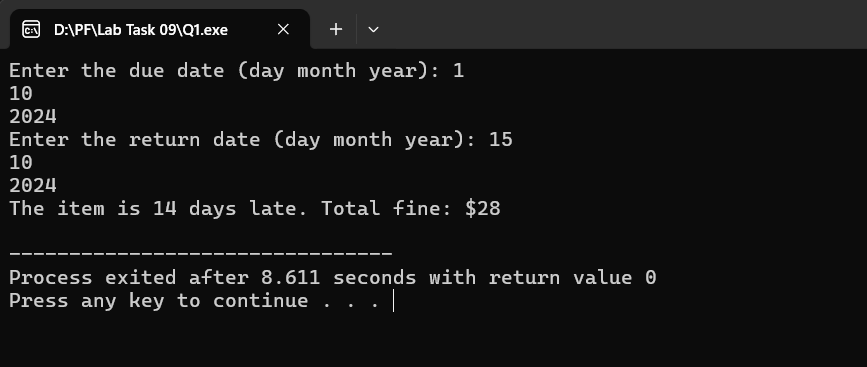 D:\PF\Lab Task 09\Q1.exe
Enter the due date (day month year): 1
10
2024
Enter the return date (day month year): 15
10
2024
The item is 14 days late. Total fine: $28
--------------------------------
Process exited after 8.611 seconds with return value 0
Press any key to continue . . .